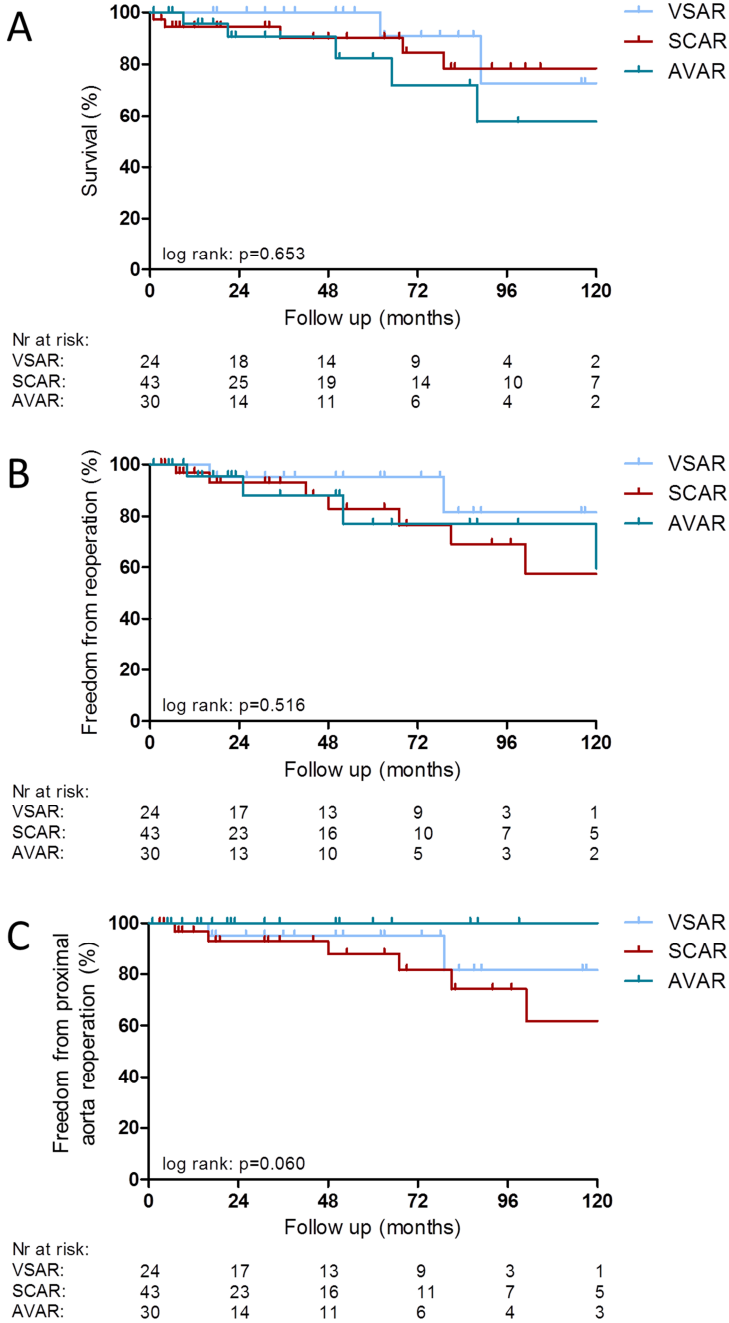 A
Survival (%)
100
80
60
40
20
0
log rank: p=0.653
0 24 48 72 96 120
Follow up (months)
VSAR
SCAR
AVAR
Nr at risk:
VSAR: 24 18 14 9 4 2
SCAR: 43 25 19 14 10 7
AVAR: 30 14 11 6 4 2
B
Freedom from reoperation (%)
100
80
60
40
20
0
log rank: p=0.516
0 24 48 72 96 120
Follow up (months)
VSAR
SCAR
AVAR
Nr at risk:
VSAR: 24 17 13 9 3 1
SCAR: 43 23 16 10 7 5
AVAR: 30 13 10 5 3 2
C
Freedom from proximal
aorta reoperation (%)
100
80
60
40
20
0
log rank: p=0.060
0 24 48 72 96 120
Follow up (months)
VSAR
SCAR
AVAR
Nr at risk:
VSAR: 24 17 13 9 3 1
SCAR: 43 23 16 11 7 5
AVAR: 30 14 11 6 4 3